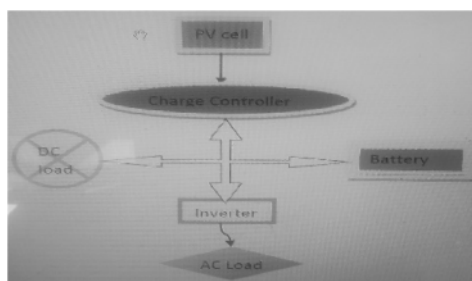 PV cell
Charge Controller
DC
load
Battery
Inverter
AC Load